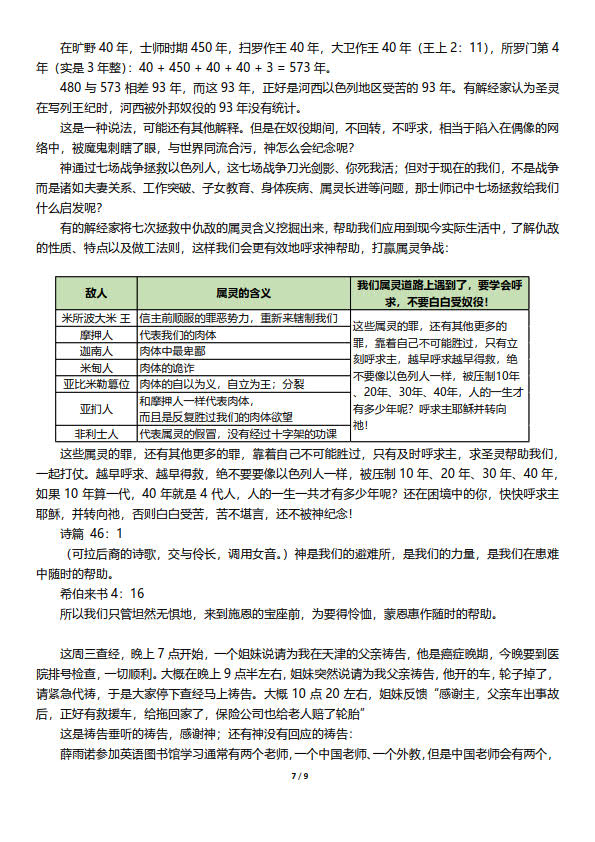 在旷野 40 年，士师时期 450 年，扫罗作王 40 年，大卫作王 40 年（王上 2：11），所罗门第 4
年（实是 3 年整）：40 + 450 + 40 + 40 + 3 = 573 年。
480 与 573 相差 93 年，而这 93 年，正好是河西以色列地区受苦的 93 年。有解经家认为圣灵
在写列王纪时，河西被外邦奴役的 93 年没有统计。
这是一种说法，可能还有其他解释。但是在奴役期间，不回转，不呼求，相当于陷入在偶像的网
络中，被魔鬼刺瞎了眼，与世界同流合污，神怎么会纪念呢？
神通过七场战争拯救以色列人，这七场战争刀光剑影、你死我活；但对于现在的我们，不是战争
而是诸如夫妻关系、工作突破、子女教育、身体疾病、属灵长进等问题，那士师记中七场拯救给我们
什么启发呢？
有的解经家将七次拯救中仇敌的属灵含义挖掘出来，帮助我们应用到现今实际生活中，了解仇敌
的性质、特点以及做工法则，这样我们会更有效地呼求神帮助，打赢属灵争战：
敌人
属灵的含义
我们属灵道路上遇到了，要学会呼
求，不要白白受奴役！
米所波大米 王
信主前顺服的罪恶势力，重新来辖制我们
摩押人
代表我们的肉体
迦南人
肉体中最卑鄙
米甸人
肉体的诡诈
亚比米勒篡位
肉体的自以为义，自立为王；分裂
亚扪人
和摩押人一样代表肉体，
而且是反复胜过我们的肉体欲望
非利士人
代表属灵的假冒，没有经过十字架的功课
这些属灵的罪，还有其他更多的
罪，靠着自己不可能胜过，只有立
刻呼求主，越早呼求越早得救，绝
不要像以色列人一样，被压制10年
、20年、30年、40年，人的一生才
有多少年呢？呼求主耶稣并转向
祂！
这些属灵的罪，还有其他更多的罪，靠着自己不可能胜过，只有及时呼求主，求圣灵帮助我们，
一起打仗。越早呼求、越早得救，绝不要要像以色列人一样，被压制 10 年、20 年、30 年、40 年，
如果 10 年算一代，40 年就是 4 代人，人的一生一共才有多少年呢？还在困境中的你，快快呼求主
耶稣，并转向祂，否则白白受苦，苦不堪言，还不被神纪念！
诗篇 46：1
（可拉后裔的诗歌，交与伶长，调用女音。）神是我们的避难所，是我们的力量，是我们在患难
中随时的帮助。
希伯来书 4：16
所以我们只管坦然无惧地，来到施恩的宝座前，为要得怜恤，蒙恩惠作随时的帮助。
这周三查经，晚上 7 点开始，一个姐妹说请为我在天津的父亲祷告，他是癌症晚期，今晚要到医
院排号检查，一切顺利。大概在晚上 9 点半左右，姐妹突然说请为我父亲祷告，他开的车，轮子掉了，
请紧急代祷，于是大家停下查经马上祷告。大慨 10 点 20 左右，姐妹反馈“感谢主，父亲车出事故
后，正好有救援车，给拖回家了，保险公司也给老人赔了轮胎”
这是祷告垂听的祷告，感谢神；还有神没有回应的祷告：
薛雨诺参加英语图书馆学习通常有两个老师，一个中国老师、一个外教，但是中国老师会有两个，
7 / 9